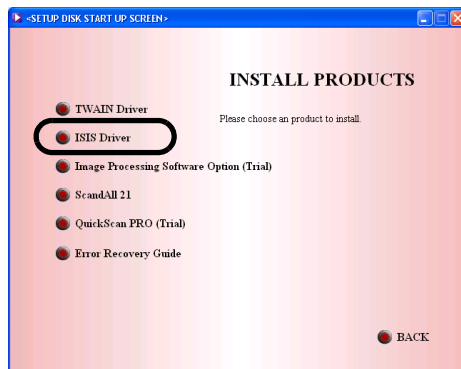 <SETUP DISK START UP SCREEN>
INSTALL PRODUCTS
Please choose an product to install.
TWAIN Driver
ISIS Driver
Image Processing Software Option (Trial)
ScandAll 21
QuickScan PRO (Trial)
Error Recovery Guide
BACK